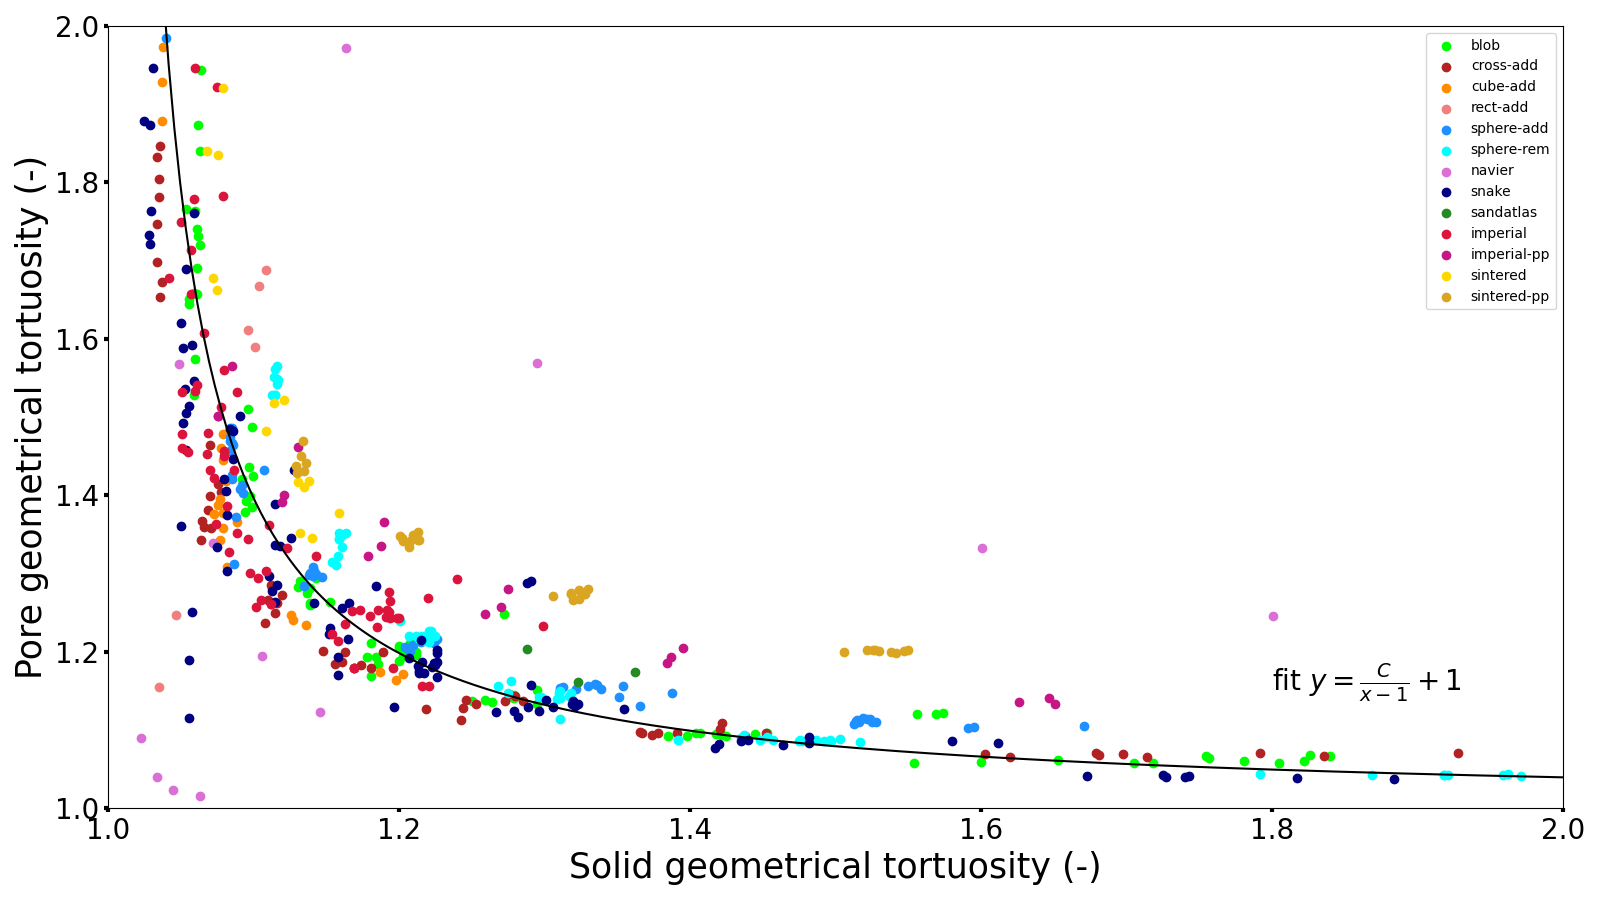 2.0
1.8
1.6
1.4
1.2
1.0
Pore geometrical tortuosity (-)
blob
cross-add
cube-add
rect-add
sphere-add
sphere-rem
navier
snake
sandatlas
imperial
imperial-pp
sintered
sintered-pp
fit $y = \frac{C}{x-1} + 1$
1.0 1.2 1.4 1.6 1.8 2.0
Solid geometrical tortuosity (-)